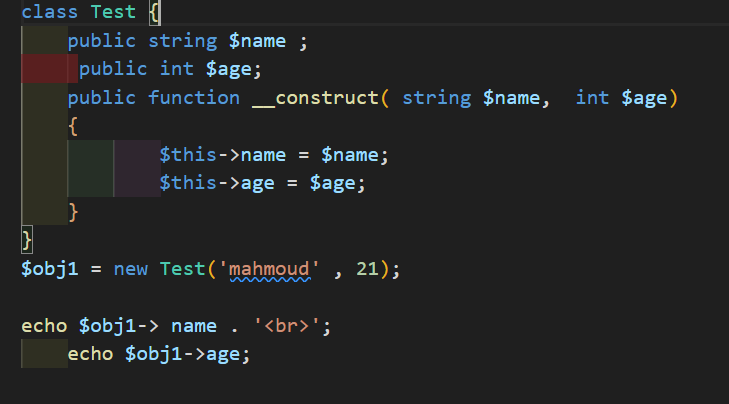 class Test {
    public string $name ;
     public int $age;
    public function __construct( string $name,  int $age)
    {
            $this->name = $name;
            $this->age = $age;
    }
}
$obj1 = new Test('mahmoud' , 21);
echo $obj1-> name . '<br>';
    echo $obj1->age;